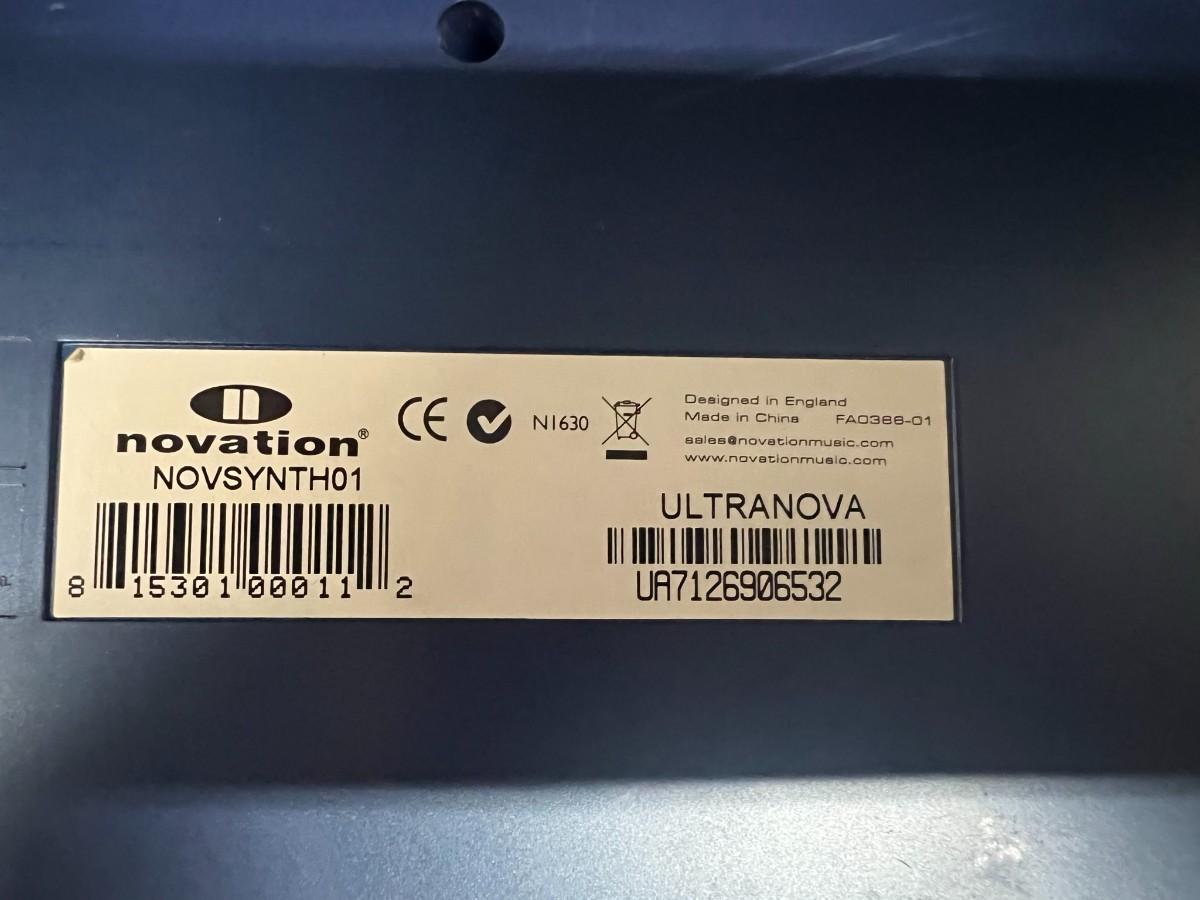 novation®
NOVSYNTH01
8 15301 00011 2
CE
N1630
Designed in England
Made in China FA0388-01
sales@novationmusic.com
www.novationmusic.com
ULTRANOVA
UA7126906532